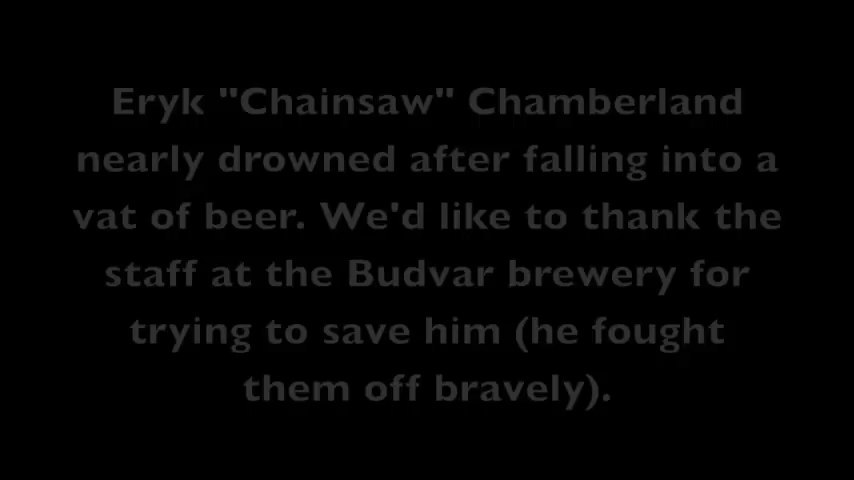 Eryk "Chainsaw" Chamberland
nearly drowned after falling into a
vat of beer. We'd like to thank the
staff at the Budvar brewery for
trying to save him (he fought
them off bravely).